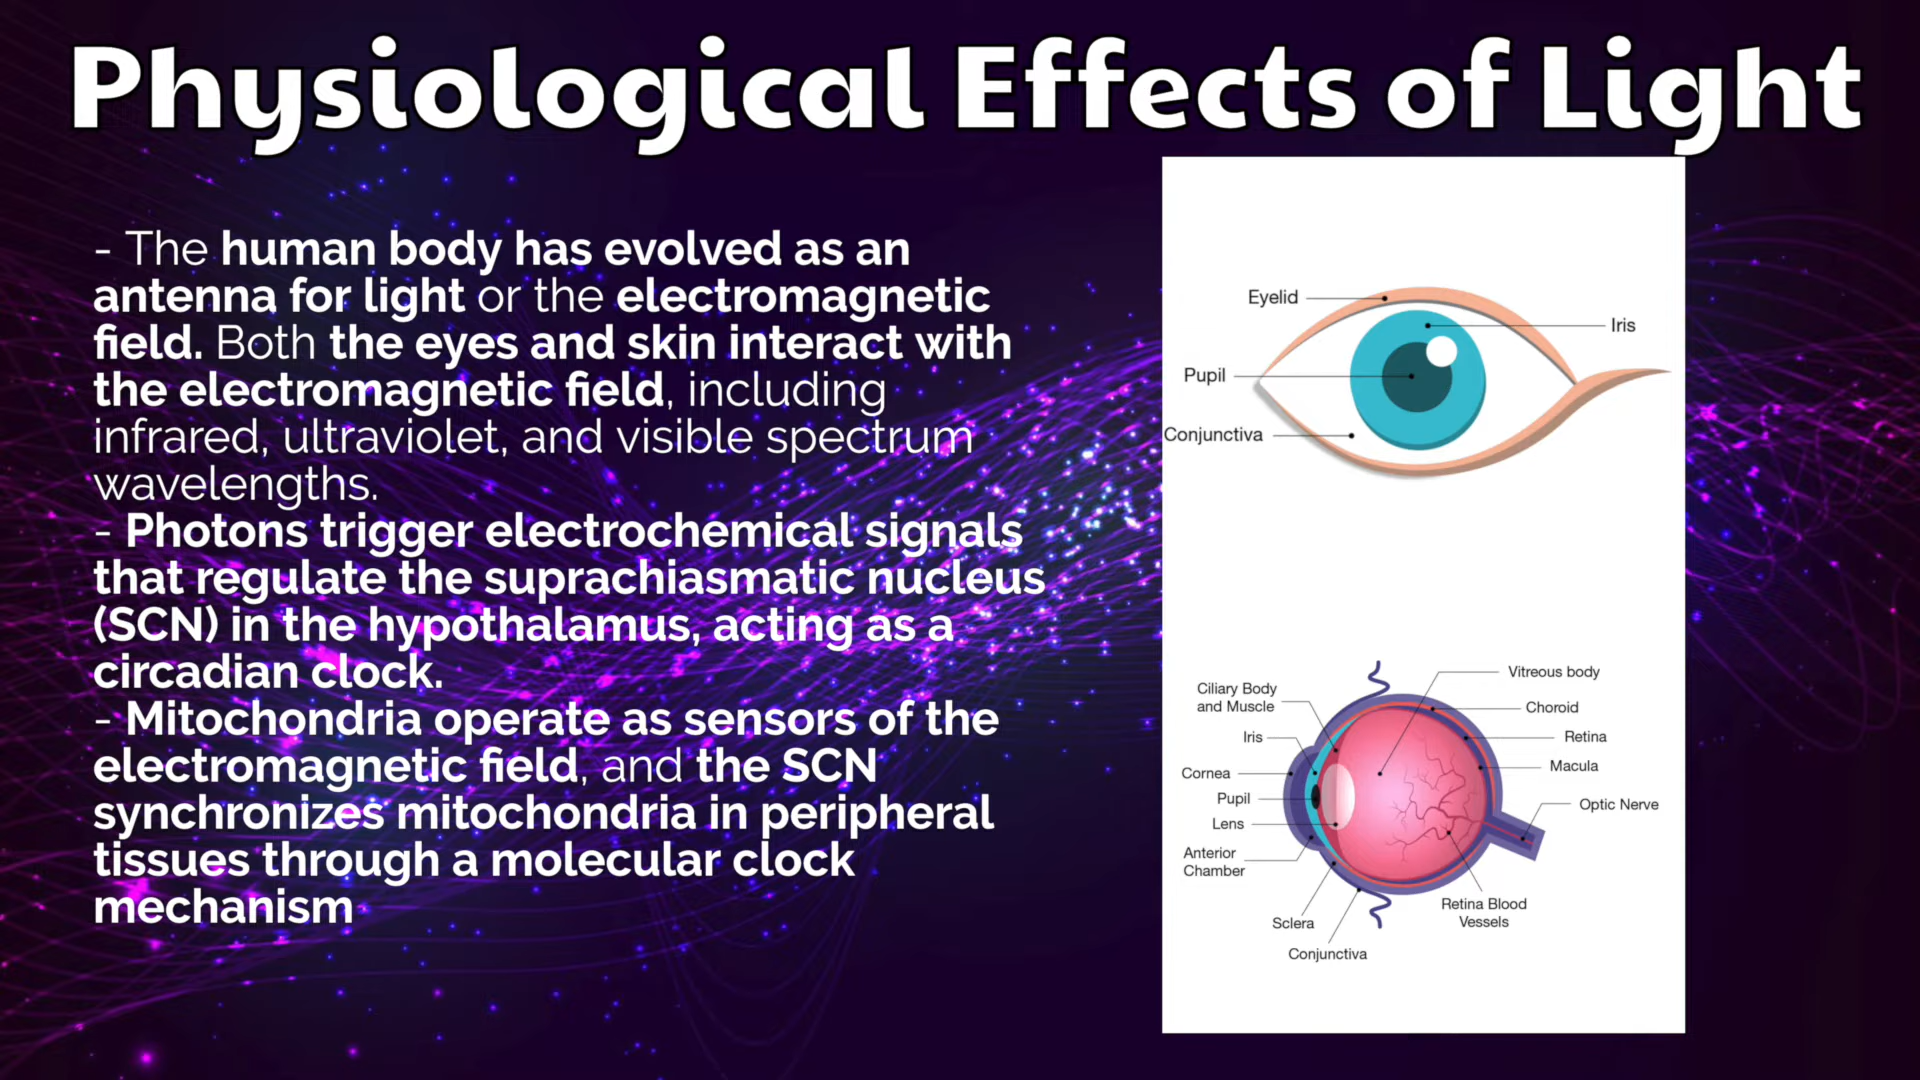 Physiological Effects of Light
- The human body has evolved as an
antenna for light or the electromagnetic
field. Both the eyes and skin interact with
the electromagnetic field, including
infrared, ultraviolet, and visible spectrum
wavelengths.
- Photons trigger electrochemical signals
that regulate the suprachiasmatic nucleus
(SCN) in the hypothalamus, acting as a
circadian clock.
- Mitochondria operate as sensors of the
electromagnetic field, and the SCN
synchronizes mitochondria in peripheral
tissues through a molecular clock
mechanism
Eyelid
Iris
Pupil
Conjunctiva
Vitreous body
Ciliary Body
and Muscle
Choroid
Iris
Retina
Macula
Cornea
Pupil
Optic Nerve
Lens
Anterior
Chamber
Retina Blood
Vessels
Sclera
Conjunctiva